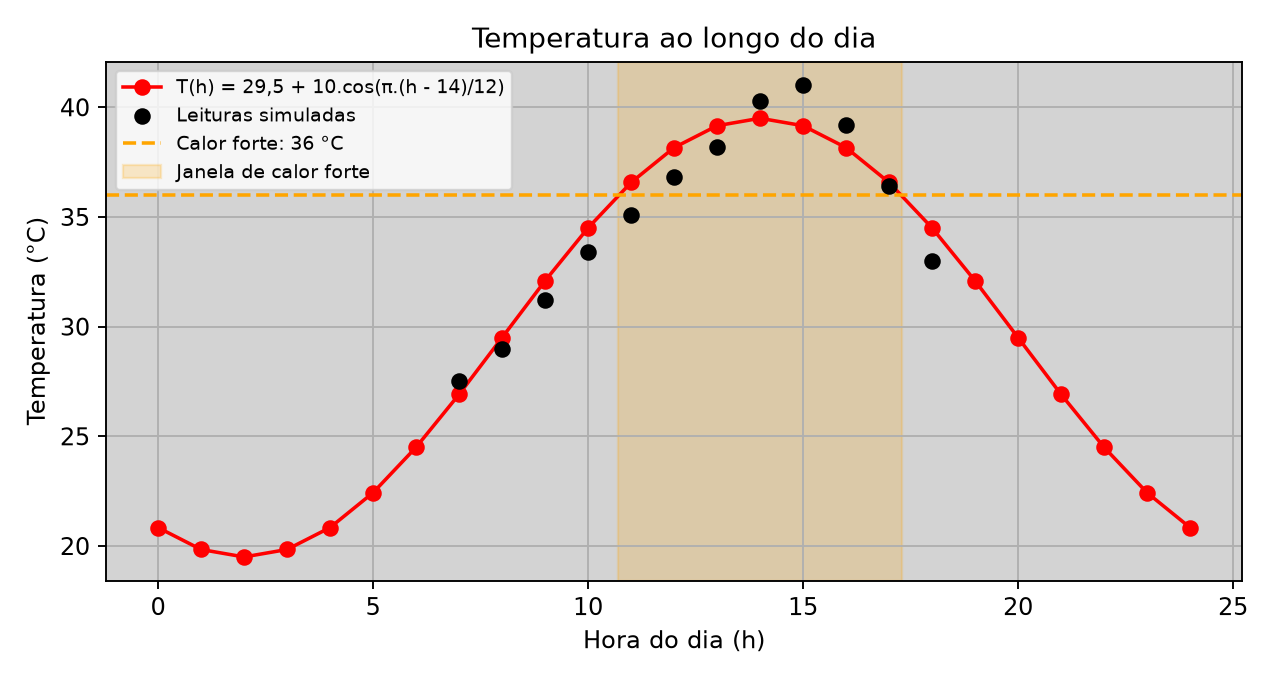 Temperatura ao longo do dia
T(h) = 29,5 + 10.cos(π.(h - 14)/12)
Leituras simuladas
Calor forte: 36 °C
Janela de calor forte
Temperatura (°C)
40
35
30
25
20
0 5 10 15 20 25
Hora do dia (h)